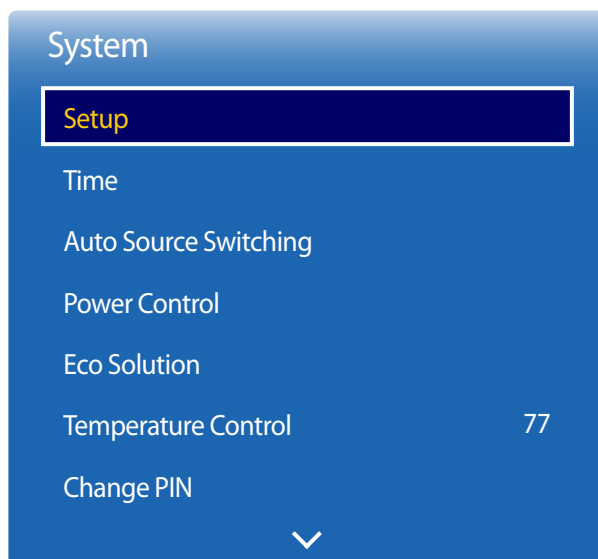 System
Setup
Time
Auto Source Switching
Power Control
Eco Solution
Temperature Control 77
Change PIN